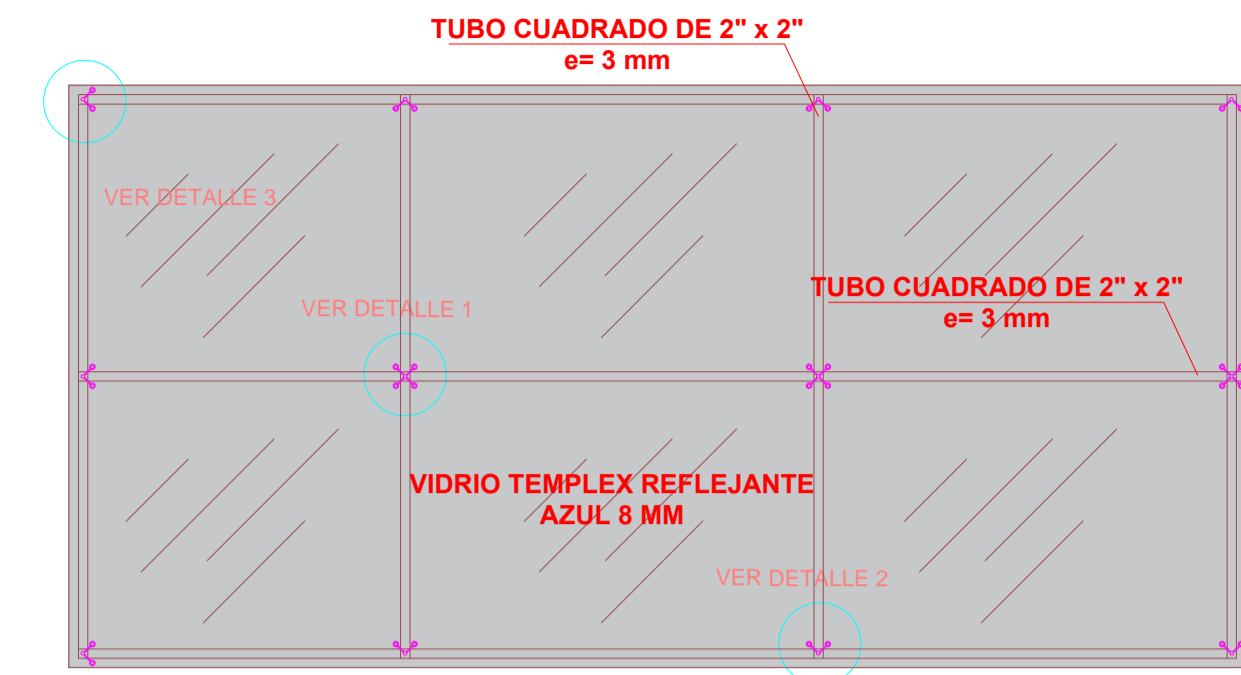 TUBO CUADRADO DE 2" x 2"
e= 3 mm
VER DETALLE 3
TUBO CUADRADO DE 2" x 2"
e= 3 mm
VER DETALLE 1
VIDRIO TEMPLEX REFLEJANTE
AZUL 8 MM
VER DETALLE 2